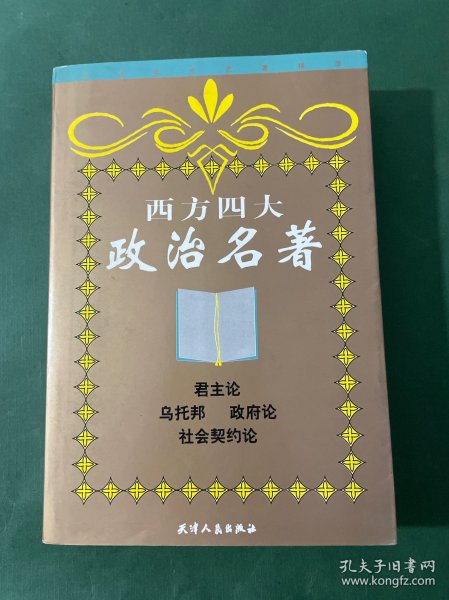 西方四大
政治名著
君主论
乌托邦 政府论
社会契约论
天津人民出版社
孔夫子旧书网
www.kongfz.com